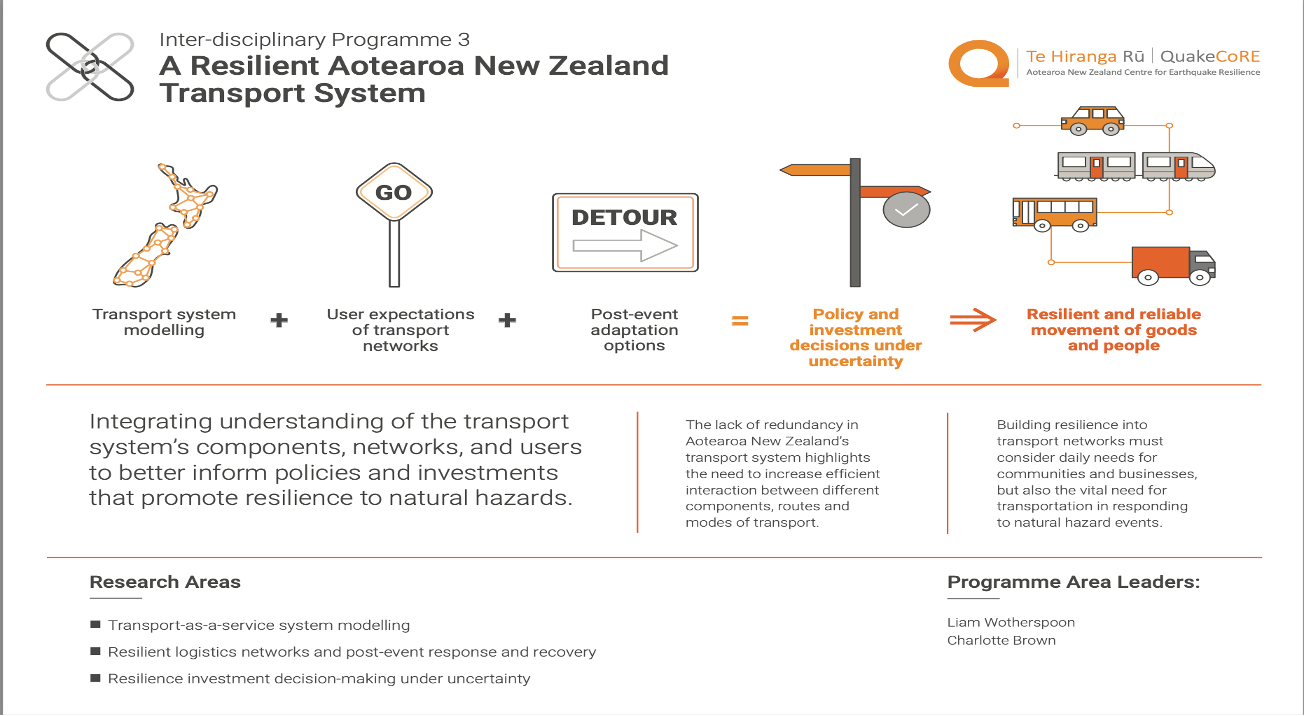 Inter-disciplinary Programme 3
A Resilient Aotearoa New Zealand
Transport System
Te Hiranga Rū | QuakeCoRE
Aotearoa New Zealand Centre for Earthquake Resilience
GO
DETOUR
Transport system
modelling
+
User expectations
of transport
networks
+
Post-event
adaptation
options
=
Policy and
investment
decisions under
uncertainty
Resilient and reliable
movement of goods
and people
Integrating understanding of the transport
system’s components, networks, and users
to better inform policies and investments
that promote resilience to natural hazards.
The lack of redundancy in
Aotearoa New Zealand’s
transport system highlights
the need to increase efficient
interaction between different
components, routes and
modes of transport.
Building resilience into
transport networks must
consider daily needs for
communities and businesses,
but also the vital need for
transportation in responding
to natural hazard events.
Research Areas
Transport-as-a-service system modelling
Resilient logistics networks and post-event response and recovery
Resilience investment decision-making under uncertainty
Programme Area Leaders:
Liam Wotherspoon
Charlotte Brown